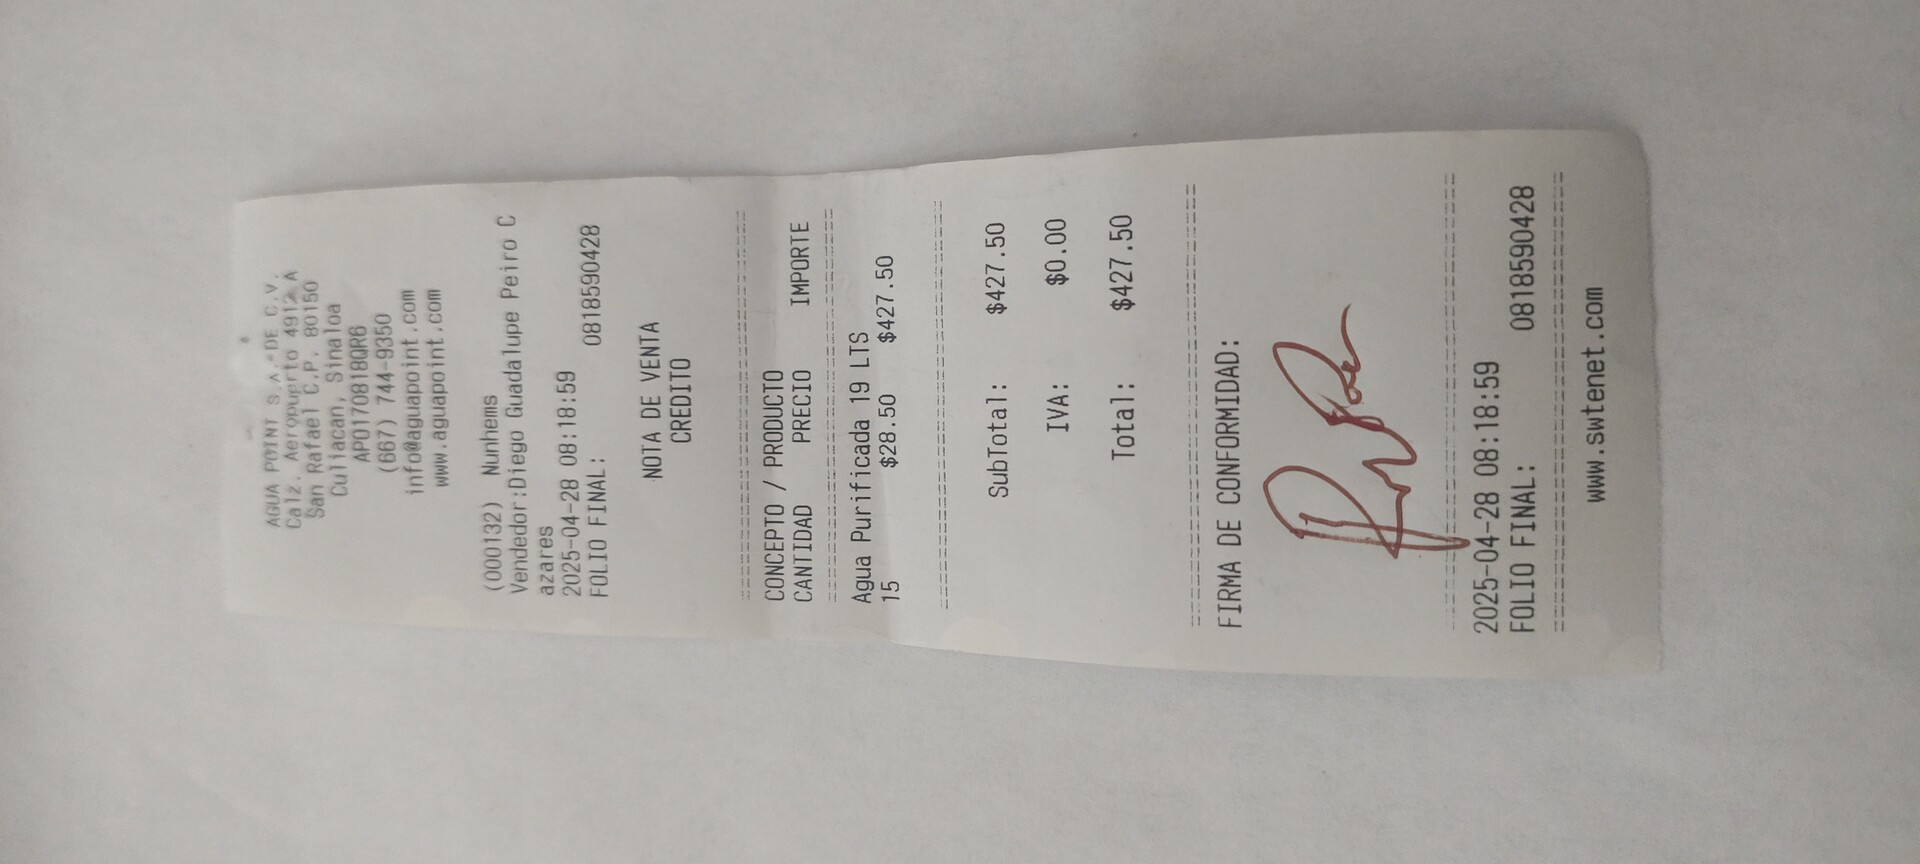 AGUA POINT S.A. DE C.V.
Calz. Aeropuerto 4912 A
San Rafael C.P. 80150
Culiacan, Sinaloa
APO170818QR6
(667) 744-9350
info@aguapoint.com
www.aguapoint.com
(000132) Nunhems
Vendedor:Diego Guadalupe Peiro C
azares
2025-04-28 08:18:59
FOLIO FINAL: 0818590428
NOTA DE VENTA
CREDITO
CONCEPTO / PRODUCTO
CANTIDAD PRECIO IMPORTE
Agua Purificada 19 LTS
15 $28.50 $427.50
SubTotal: $427.50
IVA: $0.00
Total: $427.50
FIRMA DE CONFORMIDAD:
2025-04-28 08:18:59
FOLIO FINAL: 0818590428
www.swtenet.com